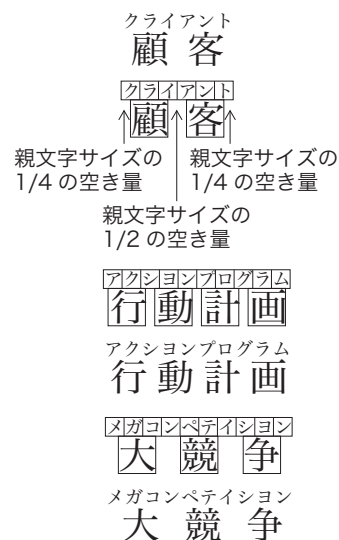 クライアント
顧客
クライアント
顧客
親文字サイズの 親文字サイズの
1/4 の空き量 1/4 の空き量
親文字サイズの
1/2 の空き量
アクションプログラム
行動計画
アクションプログラム
行動計画
メガコンペテイション
大競争
メガコンペテイション
大競争